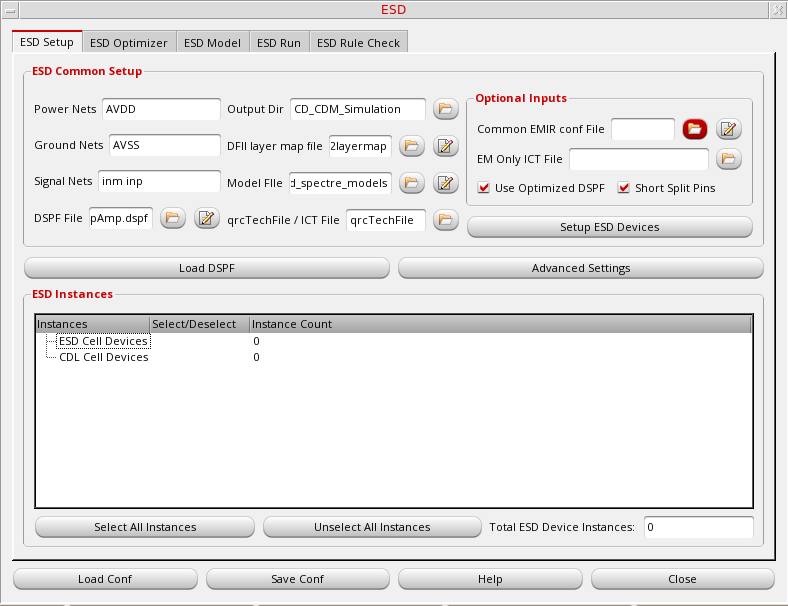 ESD
ESD Setup ESD Optimizer ESD Model ESD Run ESD Rule Check
ESD Common Setup
Power Nets AVDD Output Dir CD_CDM_Simulation
Ground Nets AVSS DFII layer map file 2layermap
Signal Nets inm inp Model FIle d_spectre_models
DSPF File pAmp.dspf qrcTechFile / ICT File qrcTechFile
Optional Inputs
Common EMIR conf File
EM Only ICT File
Use Optimized DSPF Short Split Pins
Setup ESD Devices
Load DSPF Advanced Settings
ESD Instances
Instances Select/Deselect Instance Count
ESD Cell Devices 0
CDL Cell Devices 0
Select All Instances Unselect All Instances Total ESD Device Instances: 0
Load Conf Save Conf Help Close